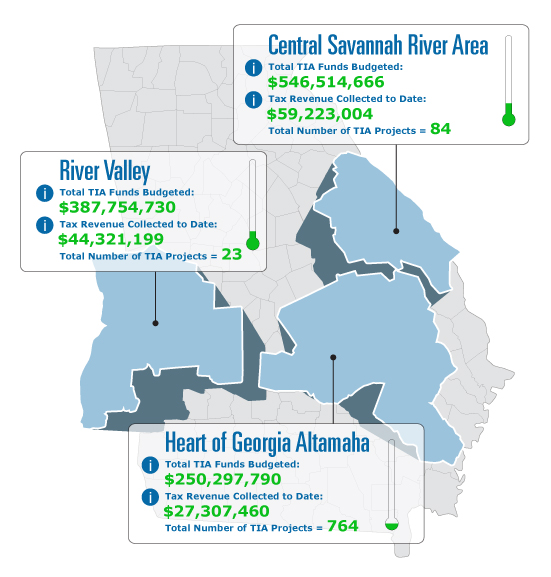 Central Savannah River Area
i Total TIA Funds Budgeted:
$546,514,666
i Tax Revenue Collected to Date:
$59,223,004
Total Number of TIA Projects = 84
River Valley
i Total TIA Funds Budgeted:
$387,754,730
i Tax Revenue Collected to Date:
$44,321,199
Total Number of TIA Projects = 23
Heart of Georgia Altamaha
i Total TIA Funds Budgeted:
$250,297,790
i Tax Revenue Collected to Date:
$27,307,460
Total Number of TIA Projects = 764